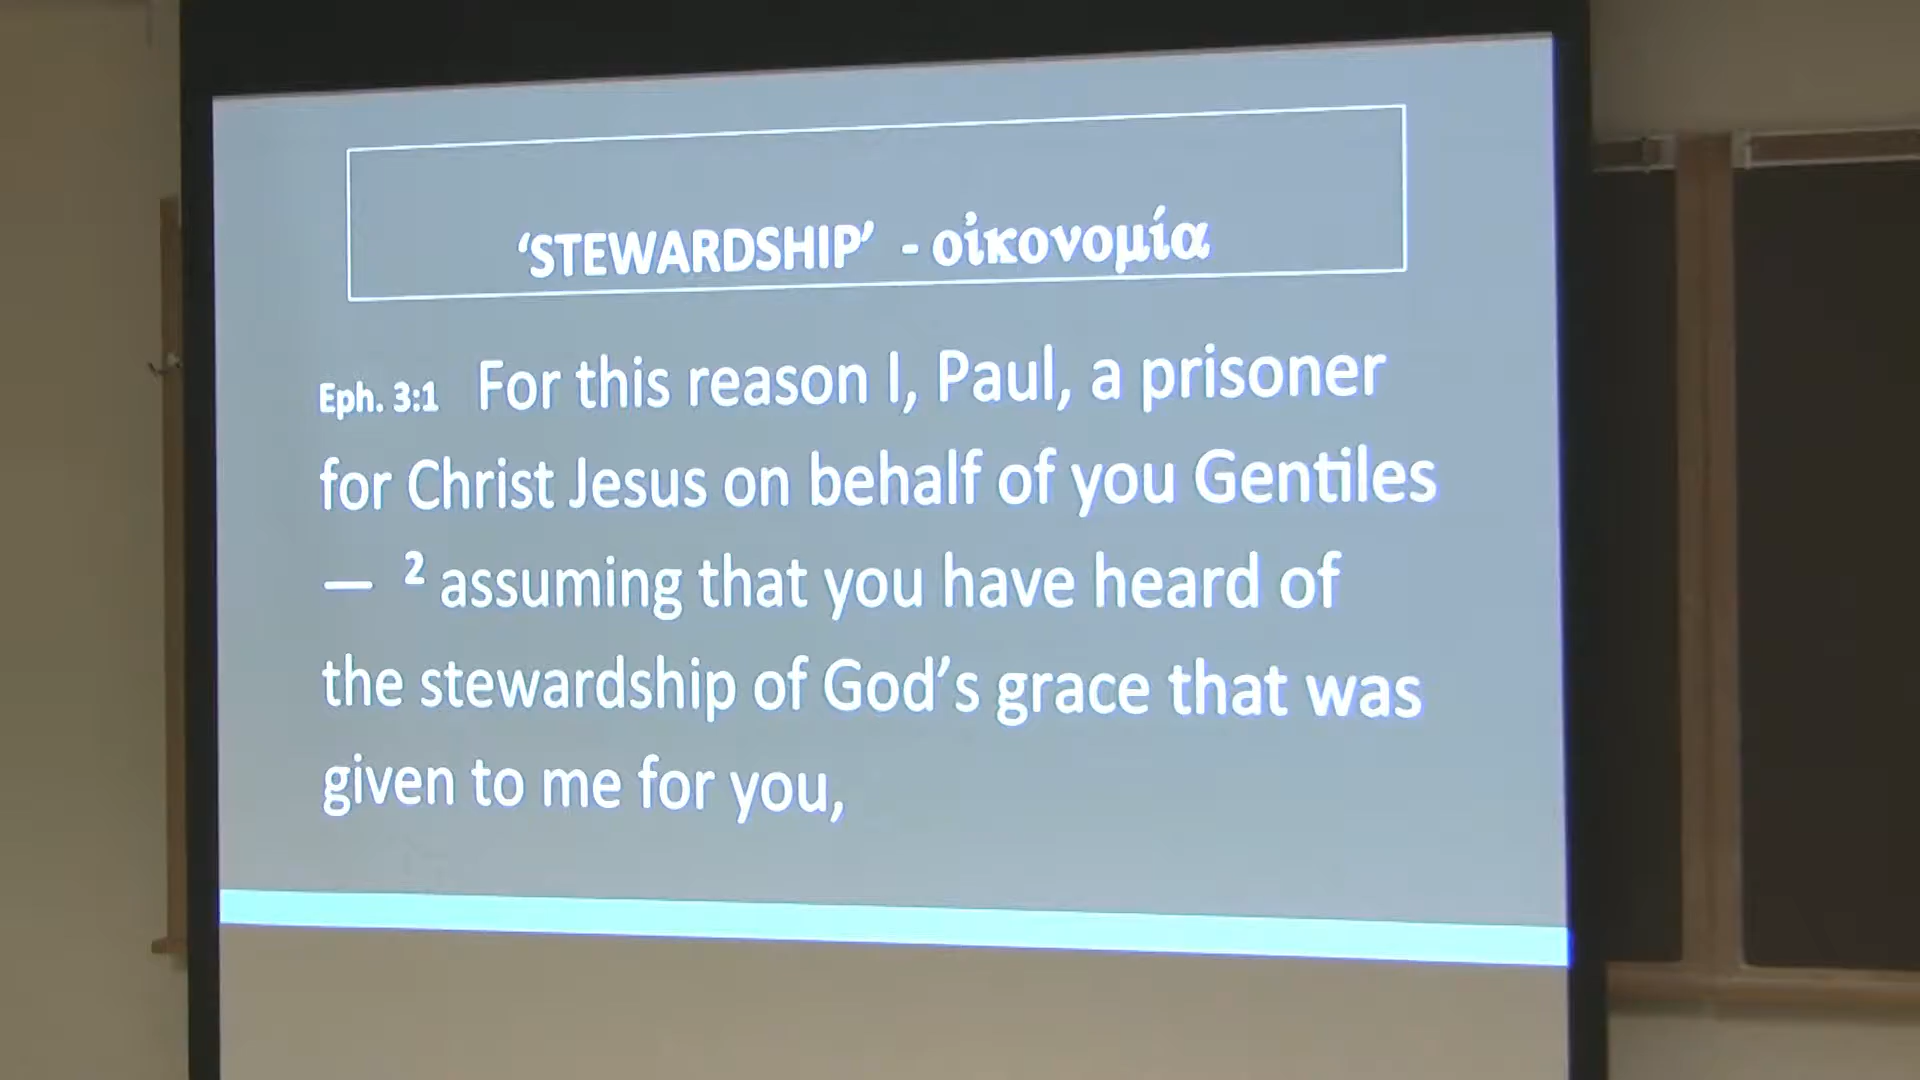 ‘STEWARDSHIP’ - οἰκονομία
Eph. 3:1 For this reason I, Paul, a prisoner
for Christ Jesus on behalf of you Gentiles
— ² assuming that you have heard of
the stewardship of God’s grace that was
given to me for you,